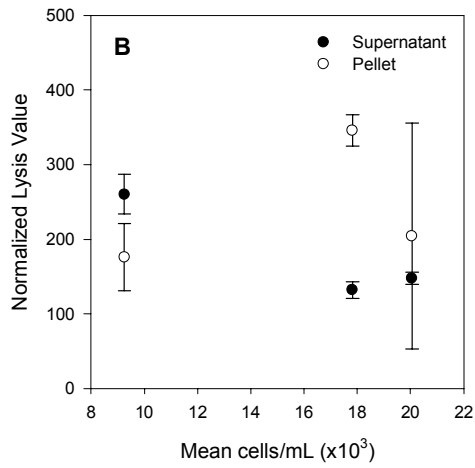 B
Supernatant
Pellet
Normalized Lysis Value
500
400
300
200
100
0
8 10 12 14 16 18 20 22
Mean cells/mL (x10³)